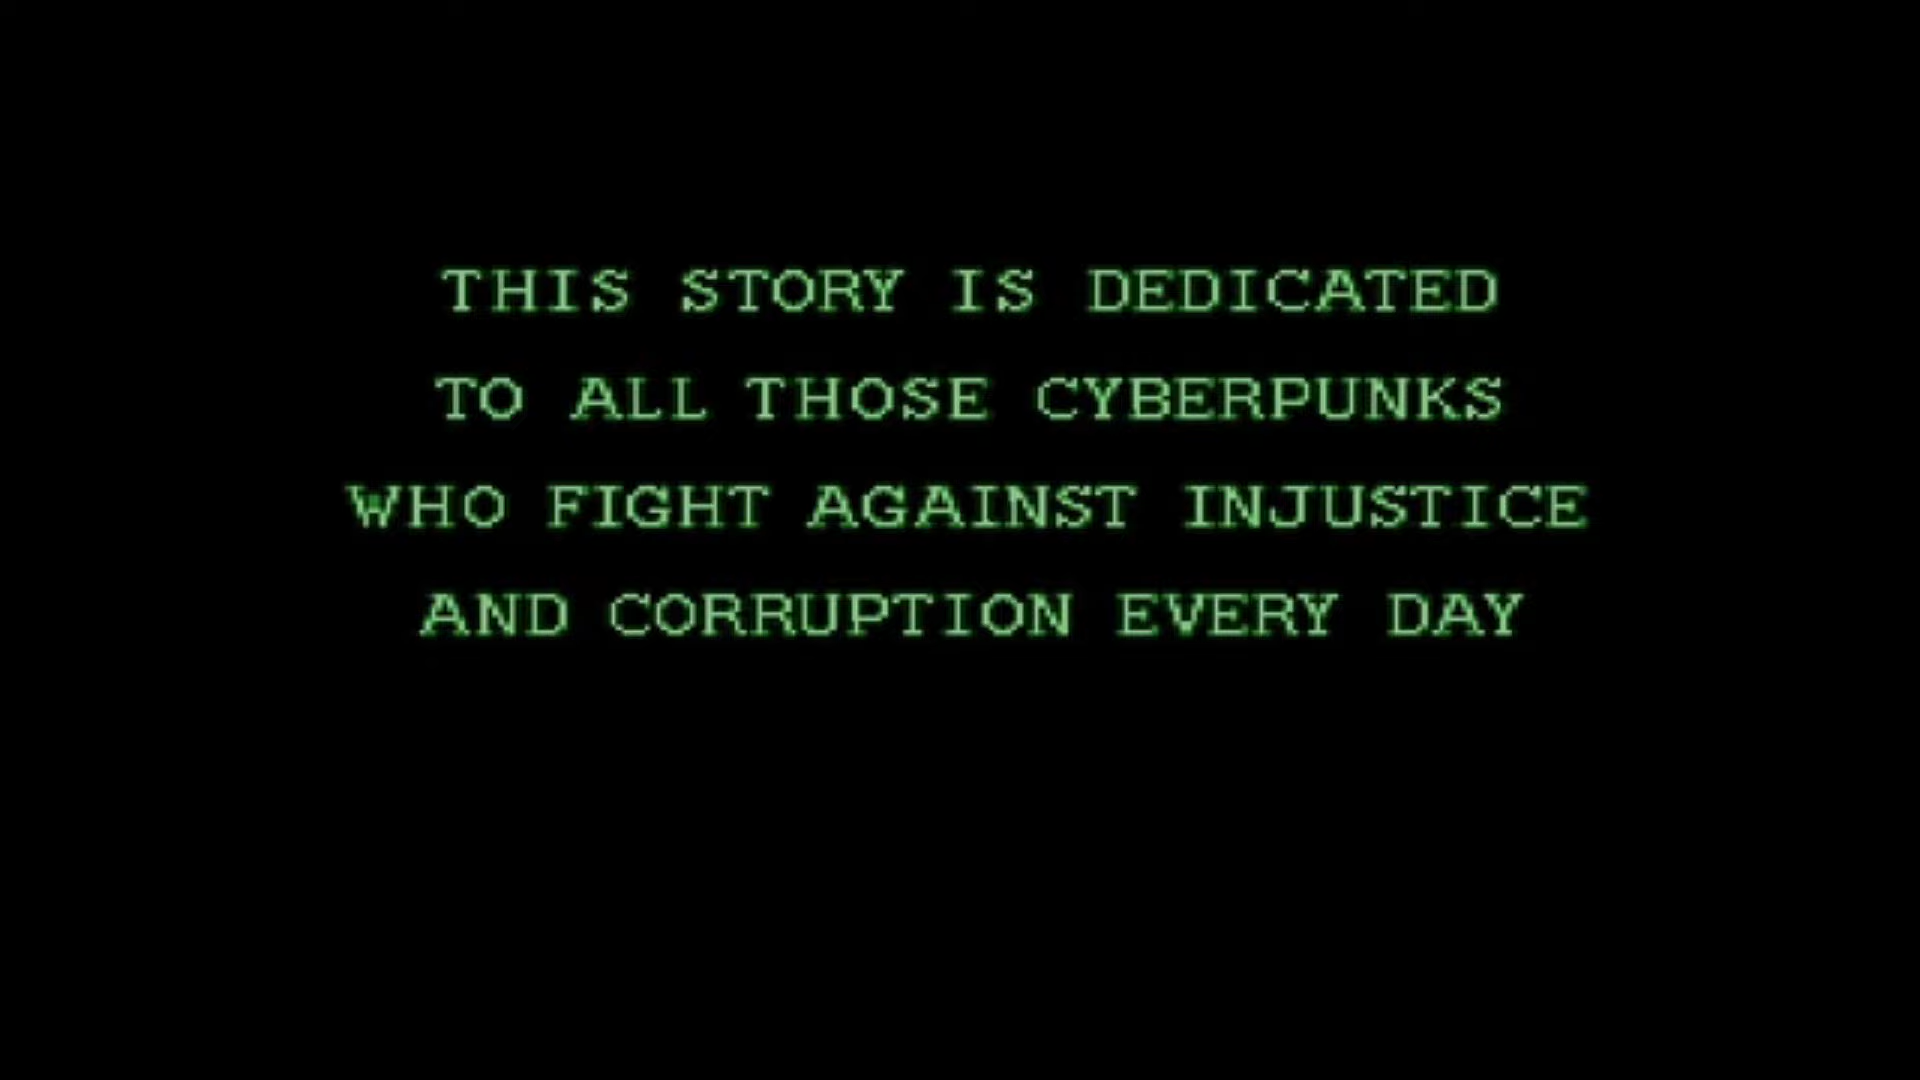 THIS STORY IS DEDICATED
TO ALL THOSE CYBERPUNKS
WHO FIGHT AGAINST INJUSTICE
AND CORRUPTION EVERY DAY